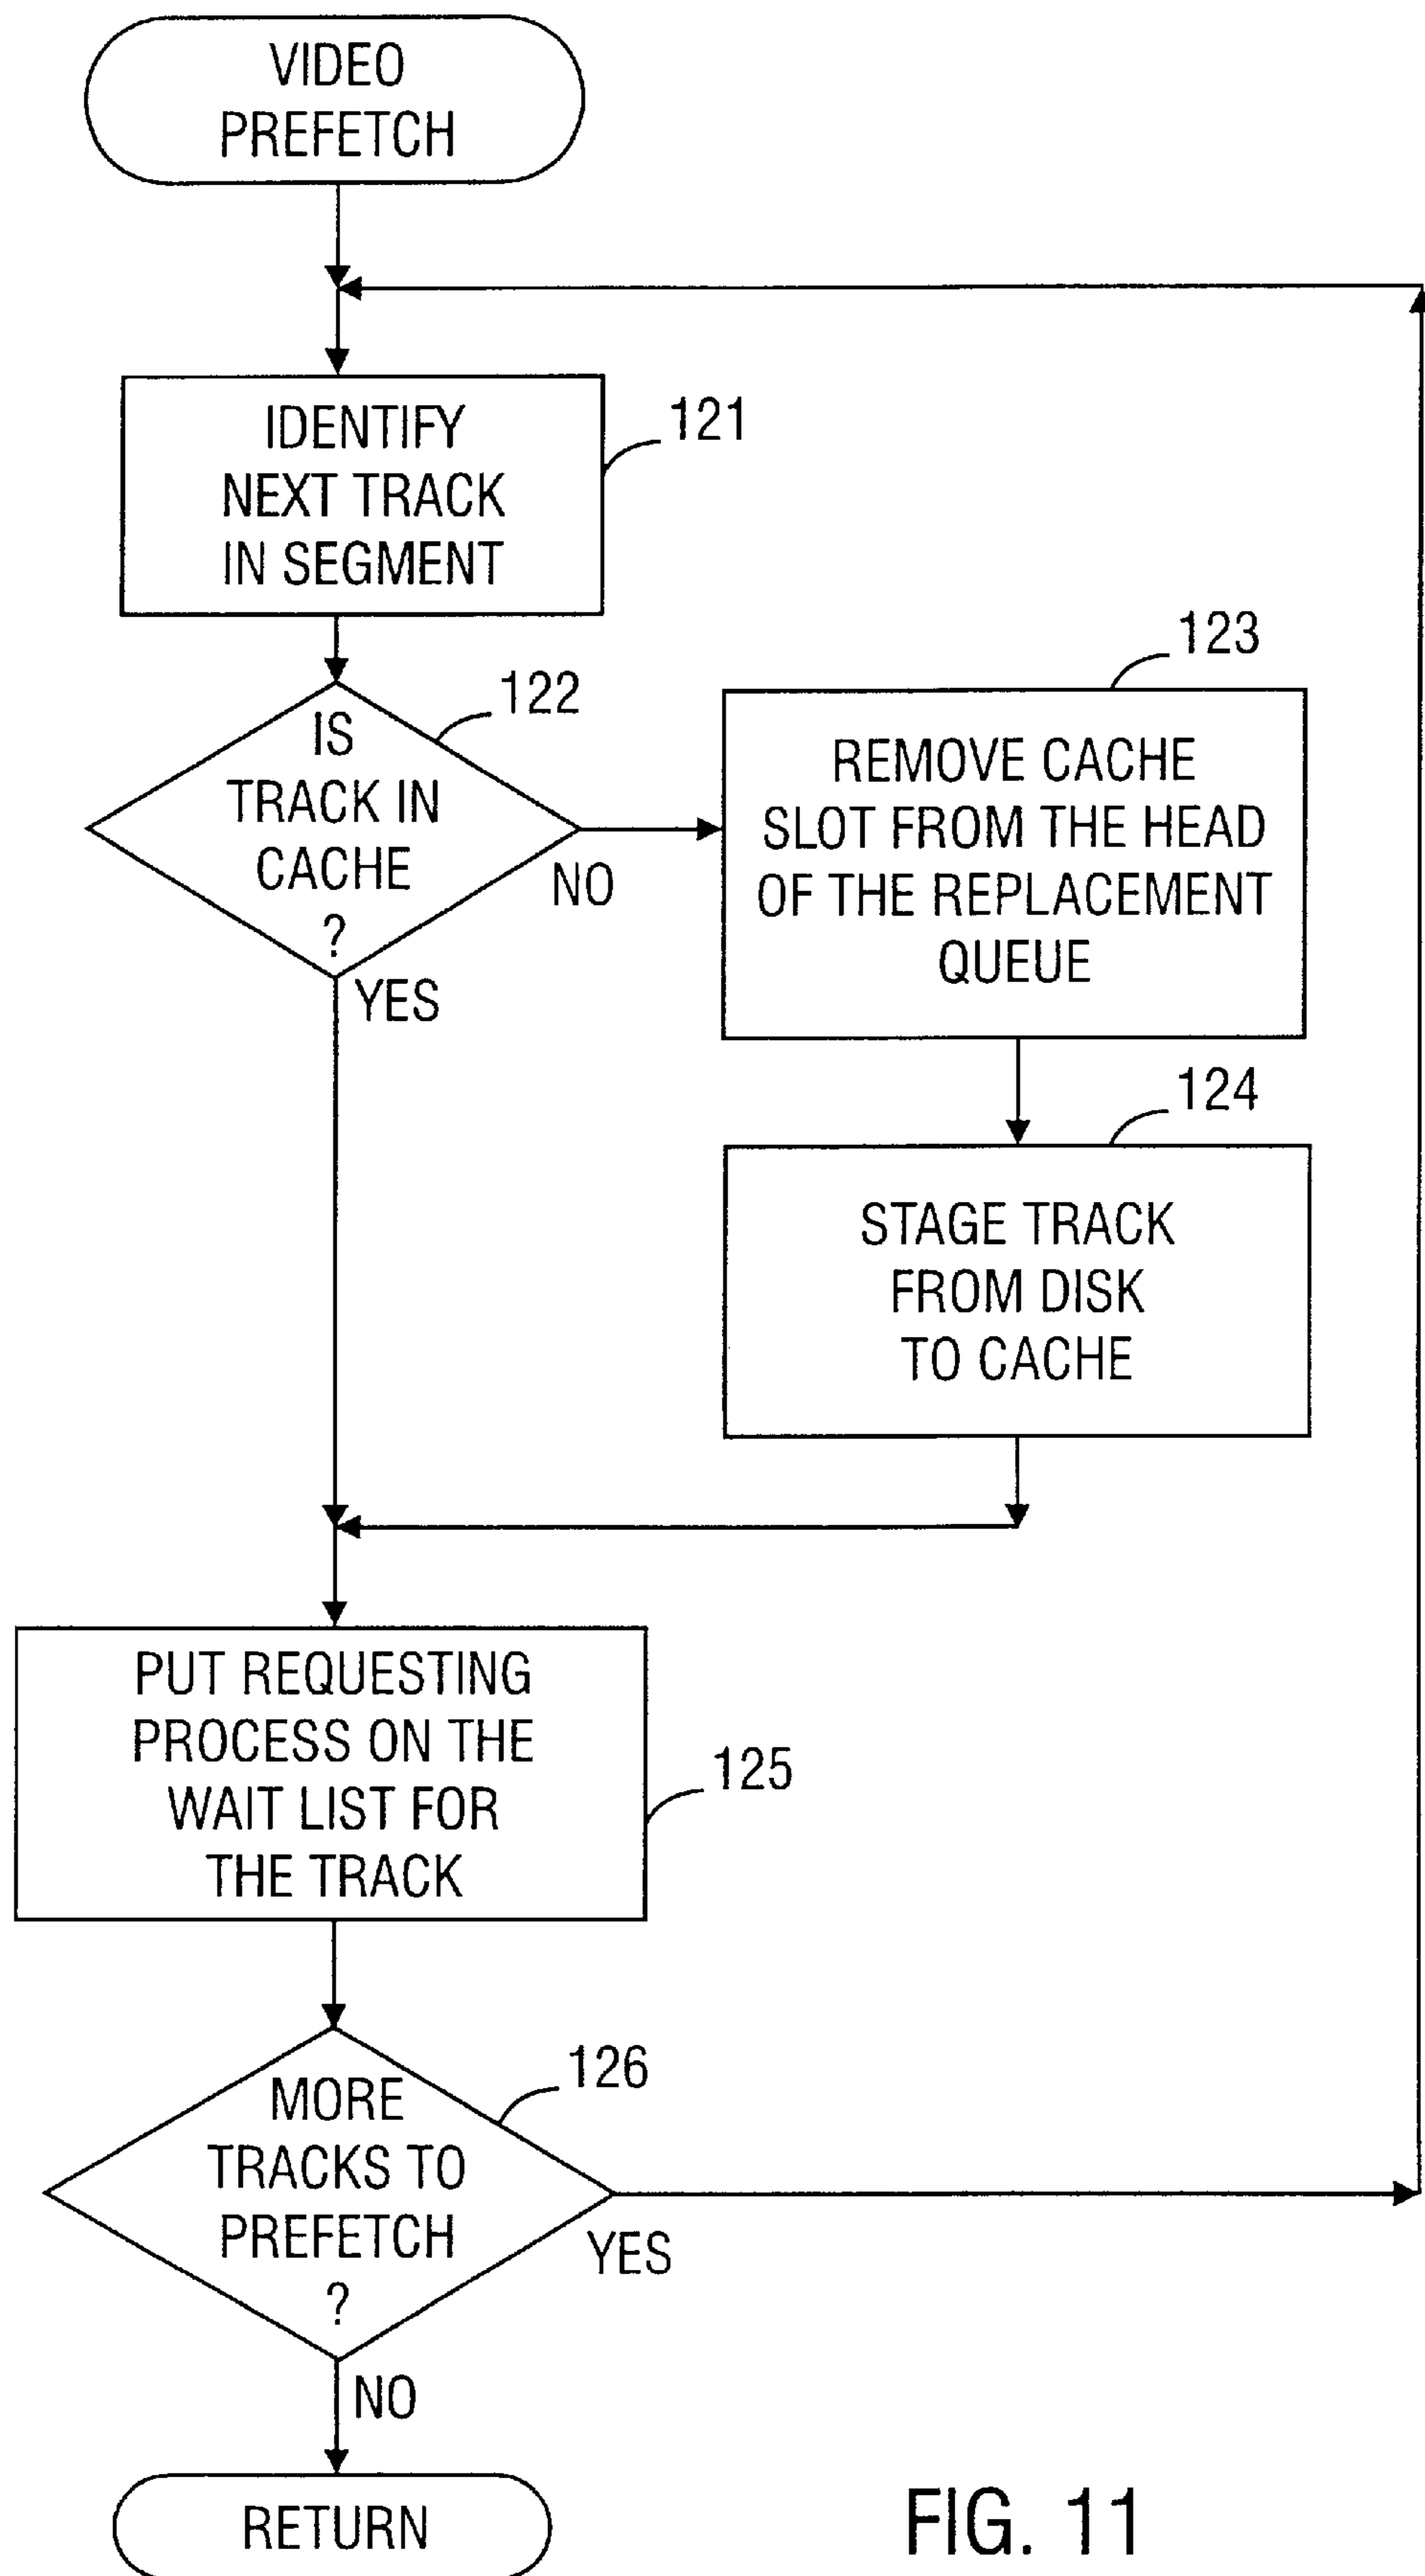 VIDEO
PREFETCH
IDENTIFY
NEXT TRACK
IN SEGMENT
121
IS
TRACK IN
CACHE
?
122
NO
YES
123
REMOVE CACHE
SLOT FROM THE HEAD
OF THE REPLACEMENT
QUEUE
124
STAGE TRACK
FROM DISK
TO CACHE
PUT REQUESTING
PROCESS ON THE
WAIT LIST FOR
THE TRACK
125
MORE
TRACKS TO
PREFETCH
?
126
YES
NO
RETURN
FIG. 11